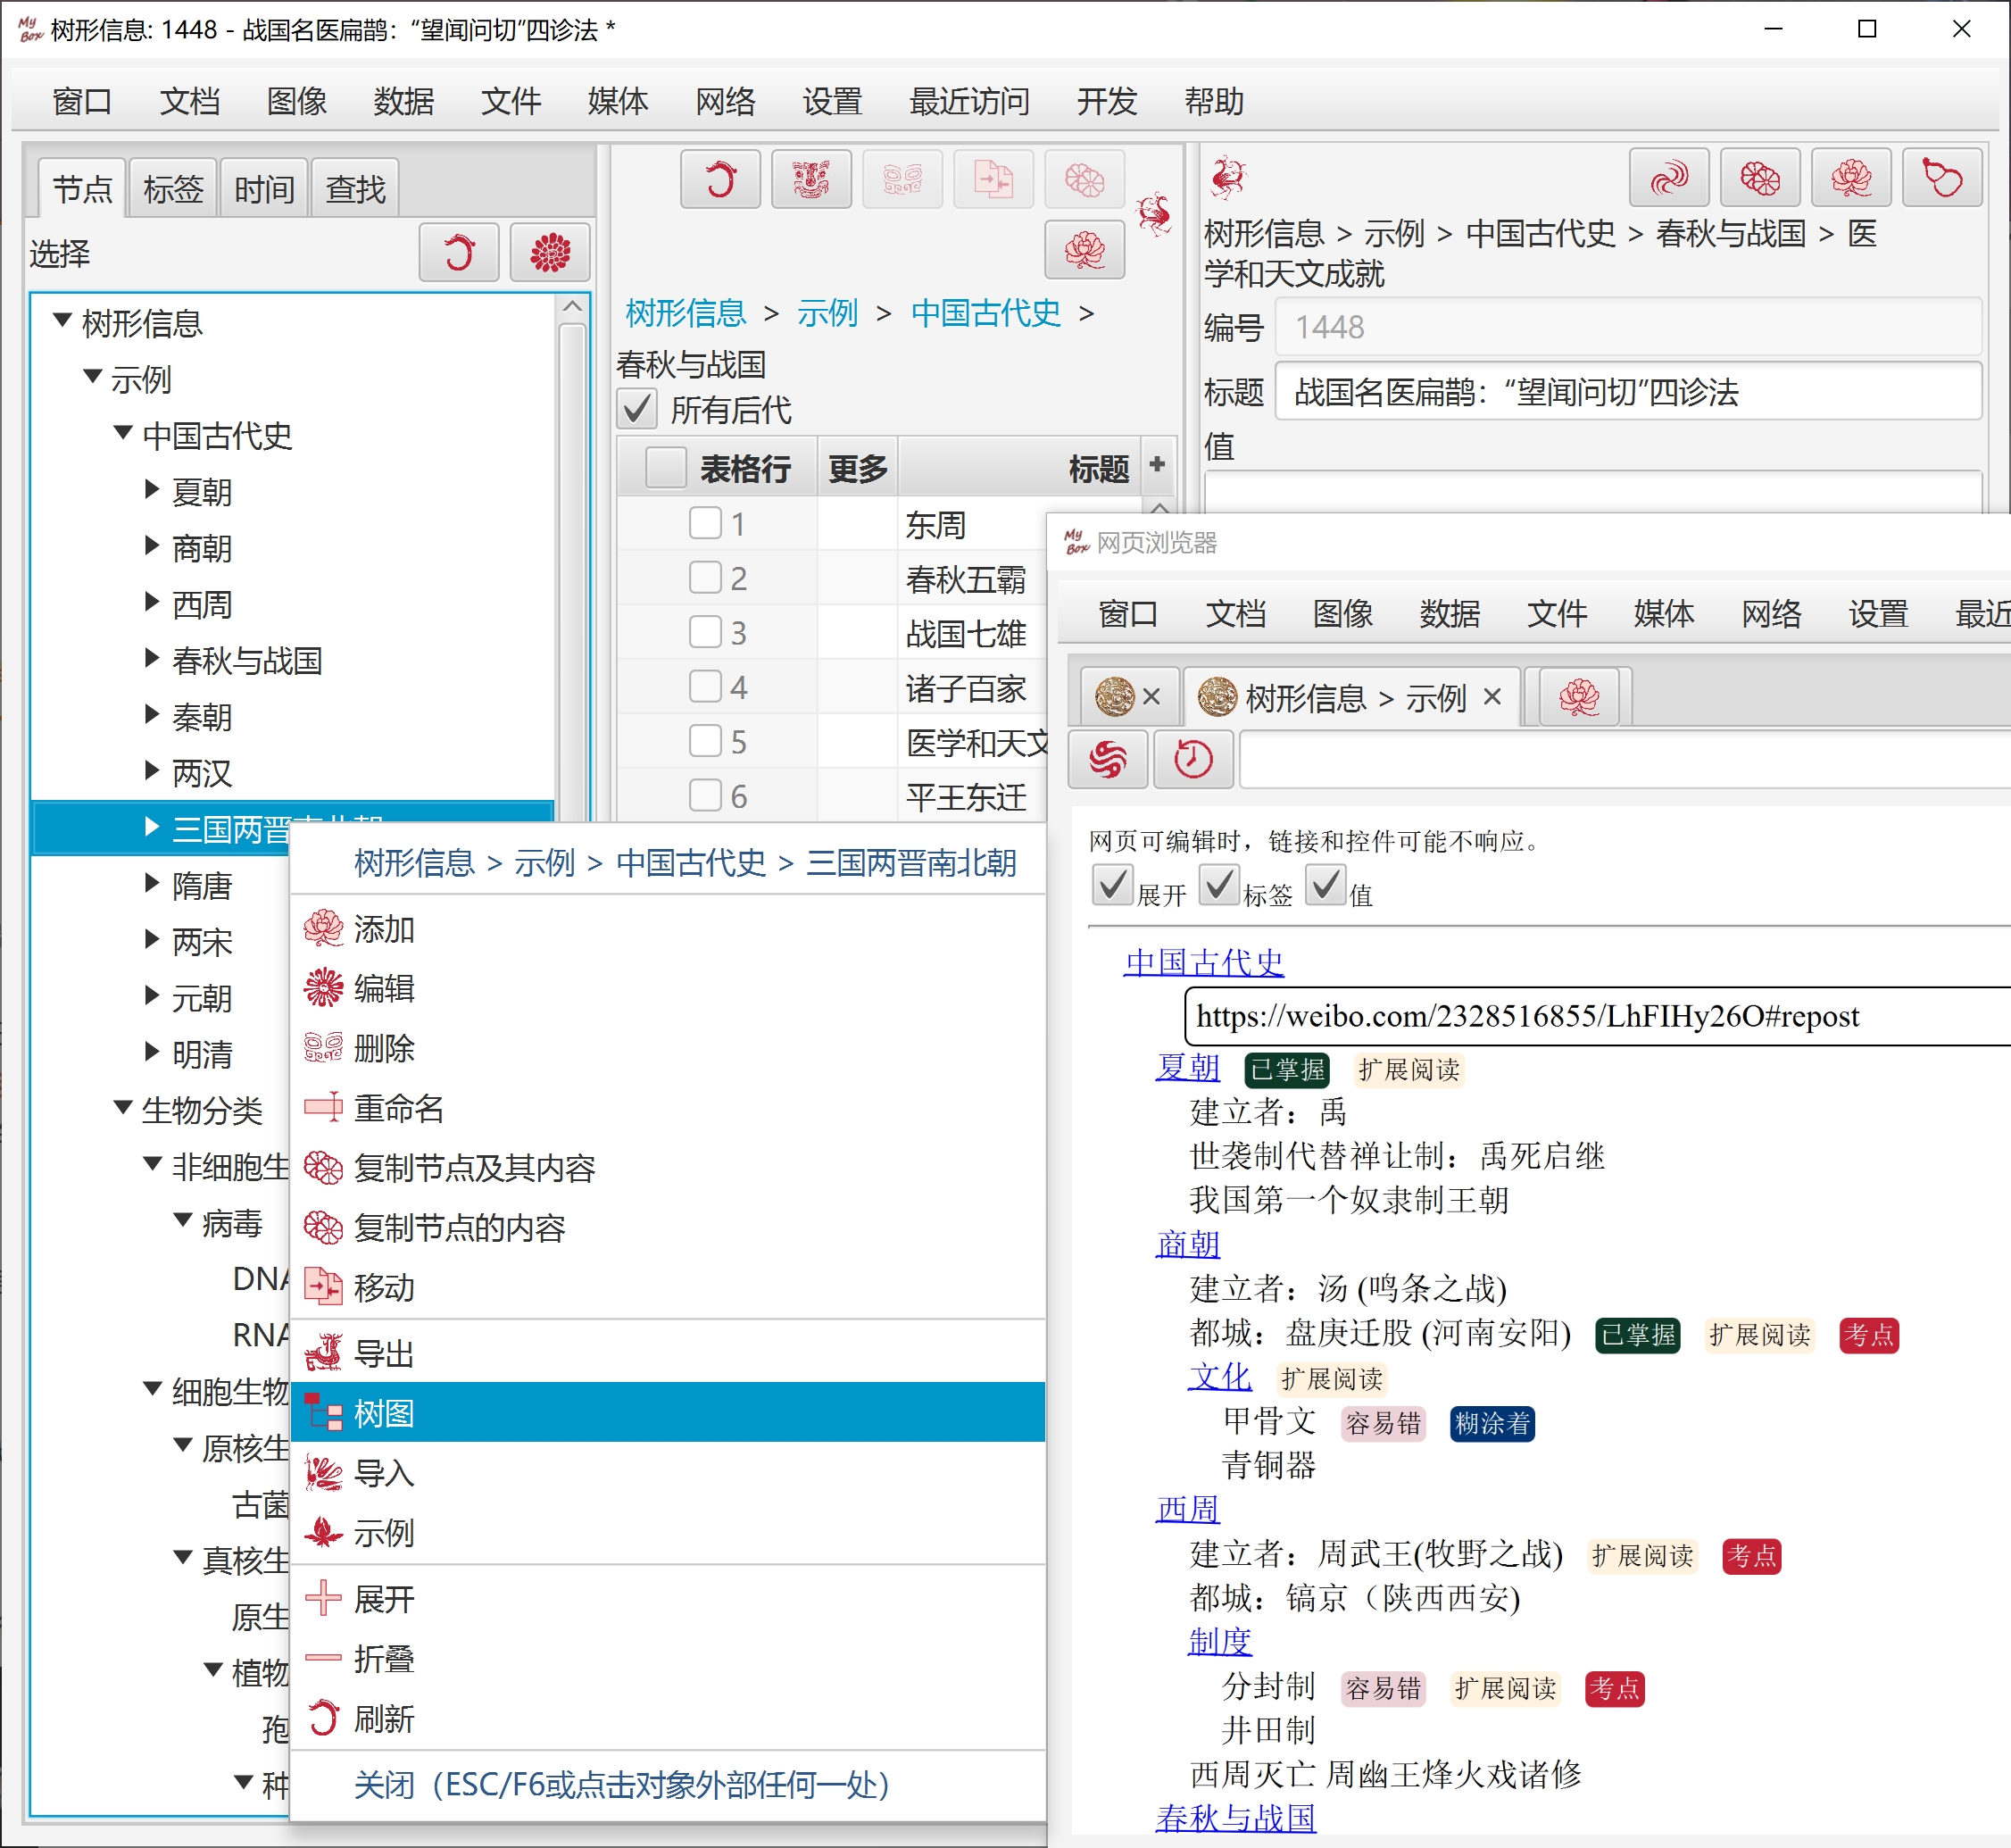 My Box 树形信息: 1448 - 战国名医扁鹊：“望闻问切”四诊法 *
窗口 文档 图像 数据 文件 媒体 网络 设置 最近访问 开发 帮助
节点 标签 时间 查找
选择
树形信息
示例
中国古代史
夏朝
商朝
西周
春秋与战国
秦朝
两汉
三国两晋南北朝
隋唐
两宋
元朝
明清
生物分类
非细胞生
病毒
DNA
RNA
细胞生物
原核生
古菌
真核生
原生
植物
孢
种
树形信息 > 示例 > 中国古代史 >
春秋与战国
所有后代
表格行 更多 标题 +
1 东周
2 春秋五霸
3 战国七雄
4 诸子百家
5 医学和天文
6 平王东迁
树形信息 > 示例 > 中国古代史 > 春秋与战国 > 医
学和天文成就
编号 1448
标题 战国名医扁鹊：“望闻问切”四诊法
值
树形信息 > 示例 > 中国古代史 > 三国两晋南北朝
添加
编辑
删除
重命名
复制节点及其内容
复制节点的内容
移动
导出
树图
导入
示例
展开
折叠
刷新
关闭（ESC/F6或点击对象外部任何一处）
My Box 网页浏览器
窗口 文档 图像 数据 文件 媒体 网络 设置 最近
树形信息 > 示例
网页可编辑时，链接和控件可能不响应。
展开 标签 值
中国古代史
https://weibo.com/2328516855/LhFIHy26O#repost
夏朝 已掌握 扩展阅读
建立者：禹
世袭制代替禅让制：禹死启继
我国第一个奴隶制王朝
商朝
建立者：汤 (鸣条之战)
都城：盘庚迁殷 (河南安阳) 已掌握 扩展阅读 考点
文化 扩展阅读
甲骨文 容易错 糊涂着
青铜器
西周
建立者：周武王(牧野之战) 扩展阅读 考点
都城：镐京（陕西西安)
制度
分封制 容易错 扩展阅读 考点
井田制
西周灭亡 周幽王烽火戏诸修
春秋与战国